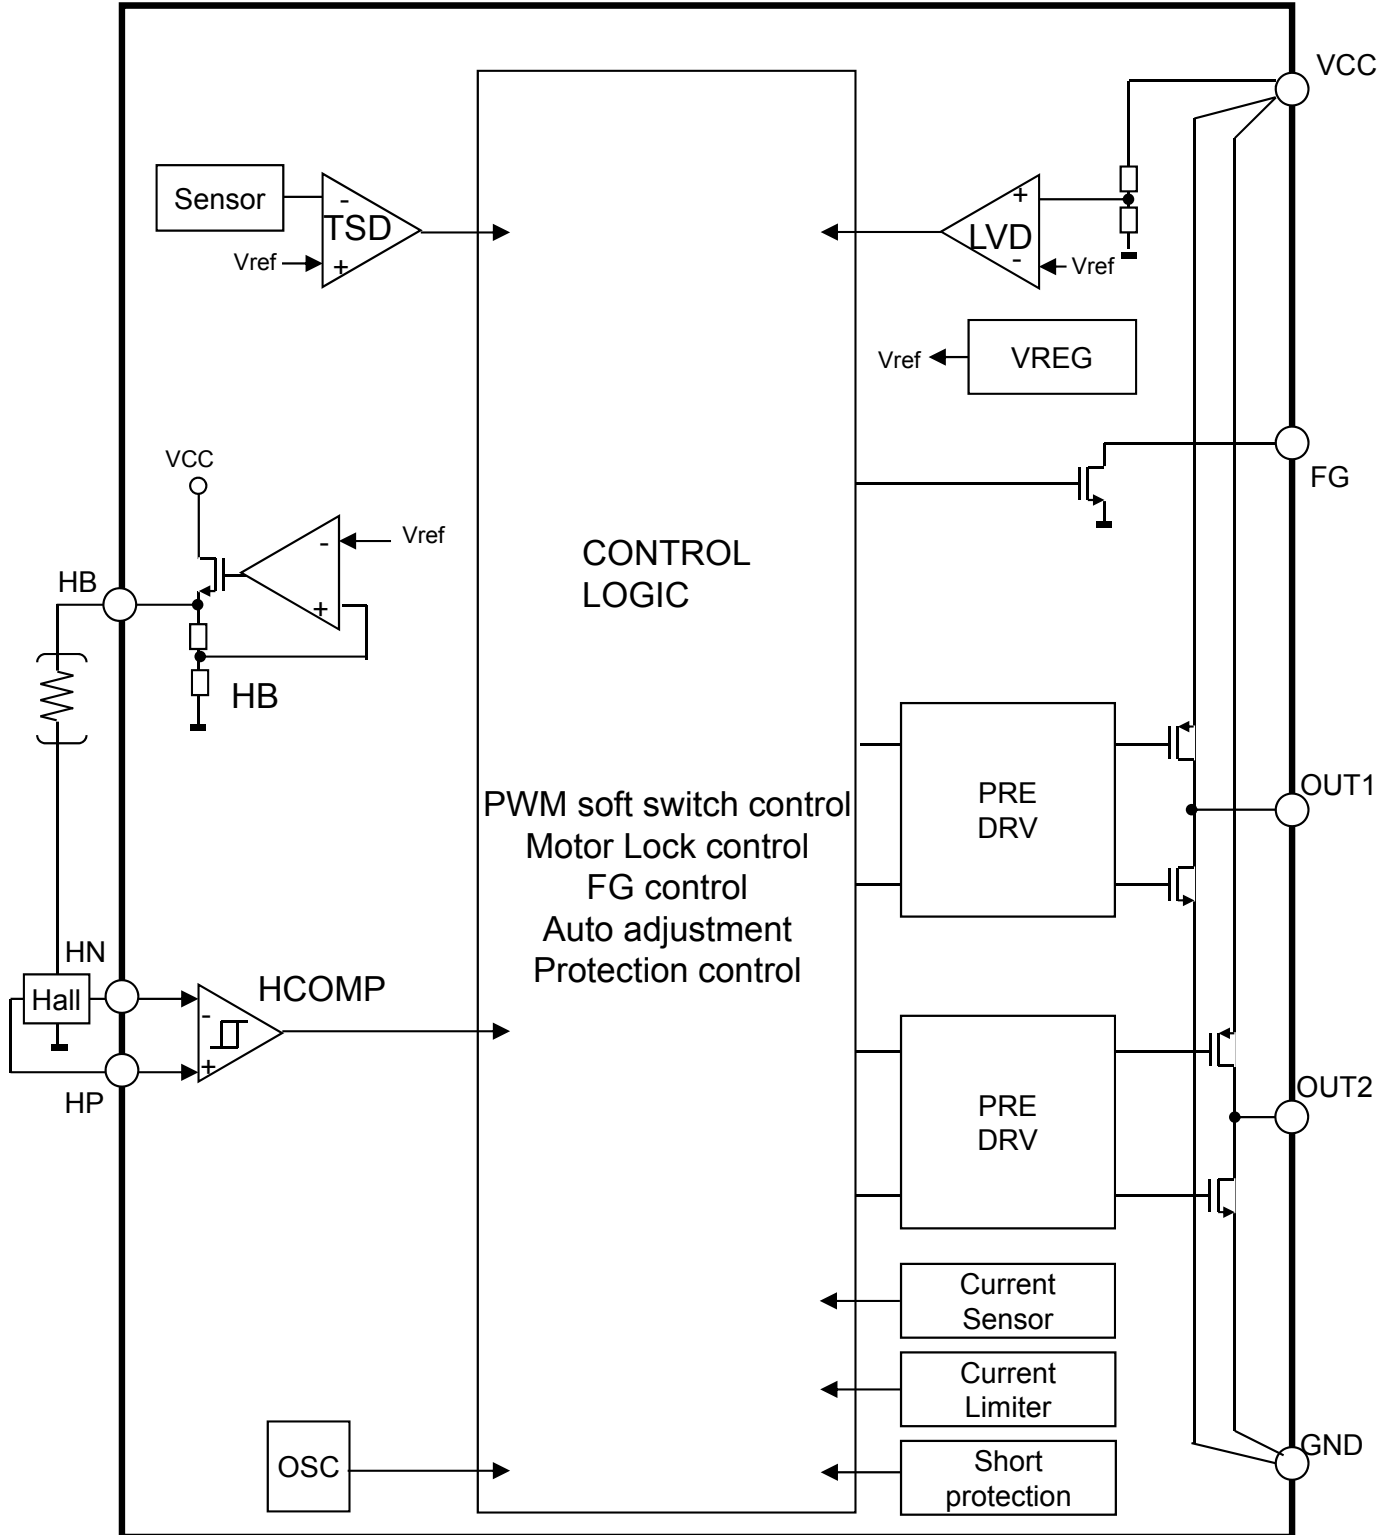 VCC
Sensor
-
TSD
Vref
+
+
LVD
-
Vref
Vref
VREG
FG
VCC
-
Vref
+
HB
HB
CONTROL
LOGIC
PWM soft switch control
Motor Lock control
FG control
Auto adjustment
Protection control
PRE
DRV
OUT1
HN
Hall
HCOMP
-
+
HP
PRE
DRV
OUT2
Current
Sensor
Current
Limiter
OSC
Short
protection
GND